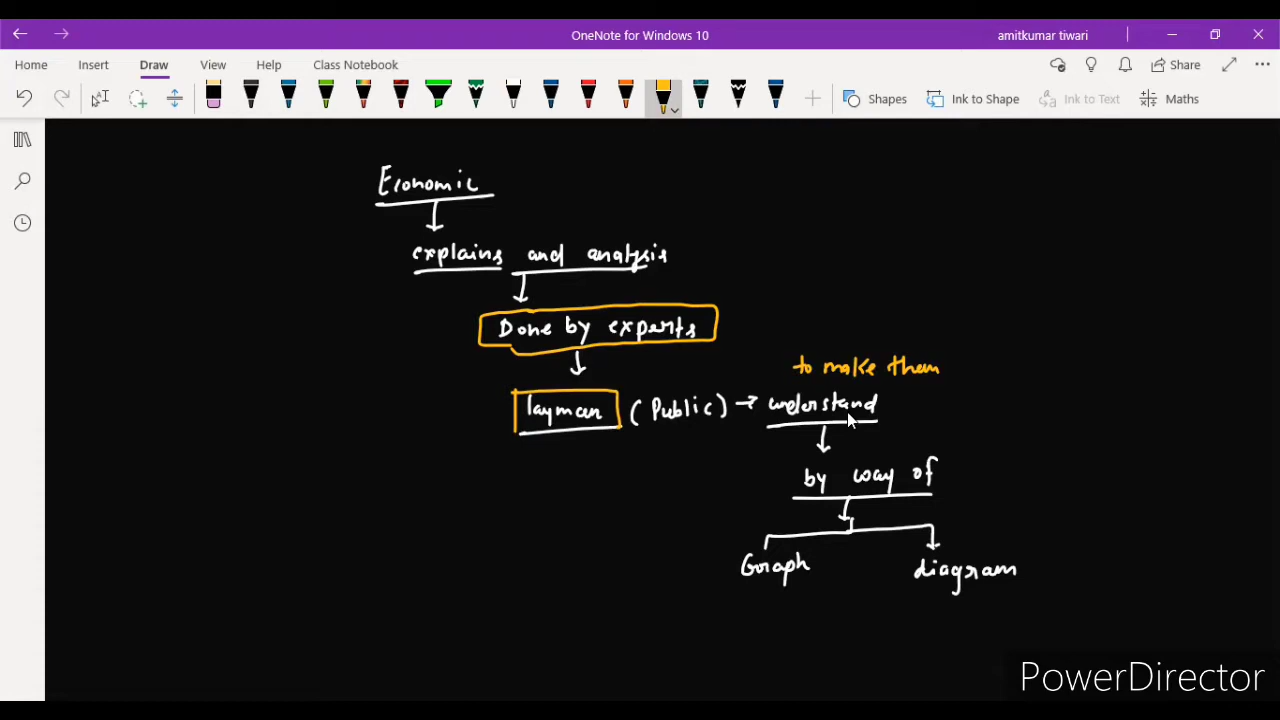 OneNote for Windows 10
amitkumar tiwari
Home Insert Draw View Help Class Notebook
Share
Shapes Ink to Shape Ink to Text Maths
Economic
explains and analysis
Done by experts
to make them
layman (Public) → understand
by way of
Graph diagram
PowerDirector